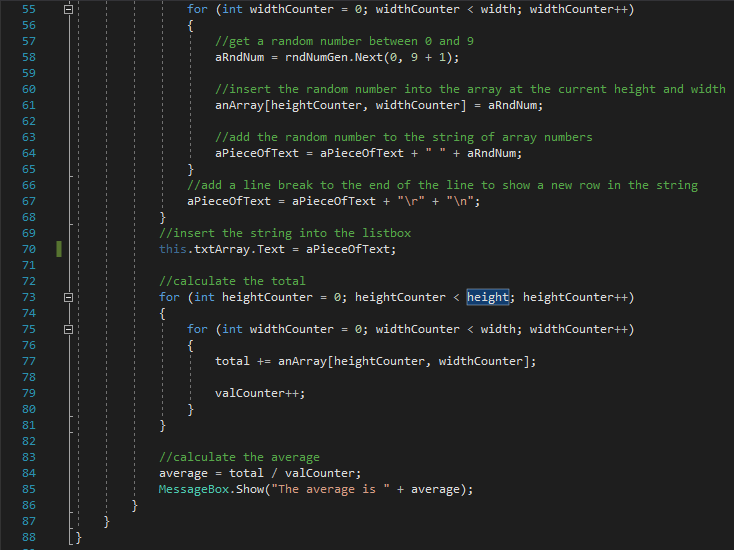 55 for (int widthCounter = 0; widthCounter < width; widthCounter++)
56 {
57 //get a random number between 0 and 9
58 aRndNum = rndNumGen.Next(0, 9 + 1);
59
60 //insert the random number into the array at the current height and width
61 anArray[heightCounter, widthCounter] = aRndNum;
62
63 //add the random number to the string of array numbers
64 aPieceOfText = aPieceOfText + " " + aRndNum;
65 }
66 //add a line break to the end of the line to show a new row in the string
67 aPieceOfText = aPieceOfText + "\r" + "\n";
68 }
69 //insert the string into the listbox
70 this.txtArray.Text = aPieceOfText;
71
72 //calculate the total
73 for (int heightCounter = 0; heightCounter < height; heightCounter++)
74 {
75 for (int widthCounter = 0; widthCounter < width; widthCounter++)
76 {
77 total += anArray[heightCounter, widthCounter];
78
79 valCounter++;
80 }
81 }
82
83 //calculate the average
84 average = total / valCounter;
85 MessageBox.Show("The average is " + average);
86 }
87 }
88 }